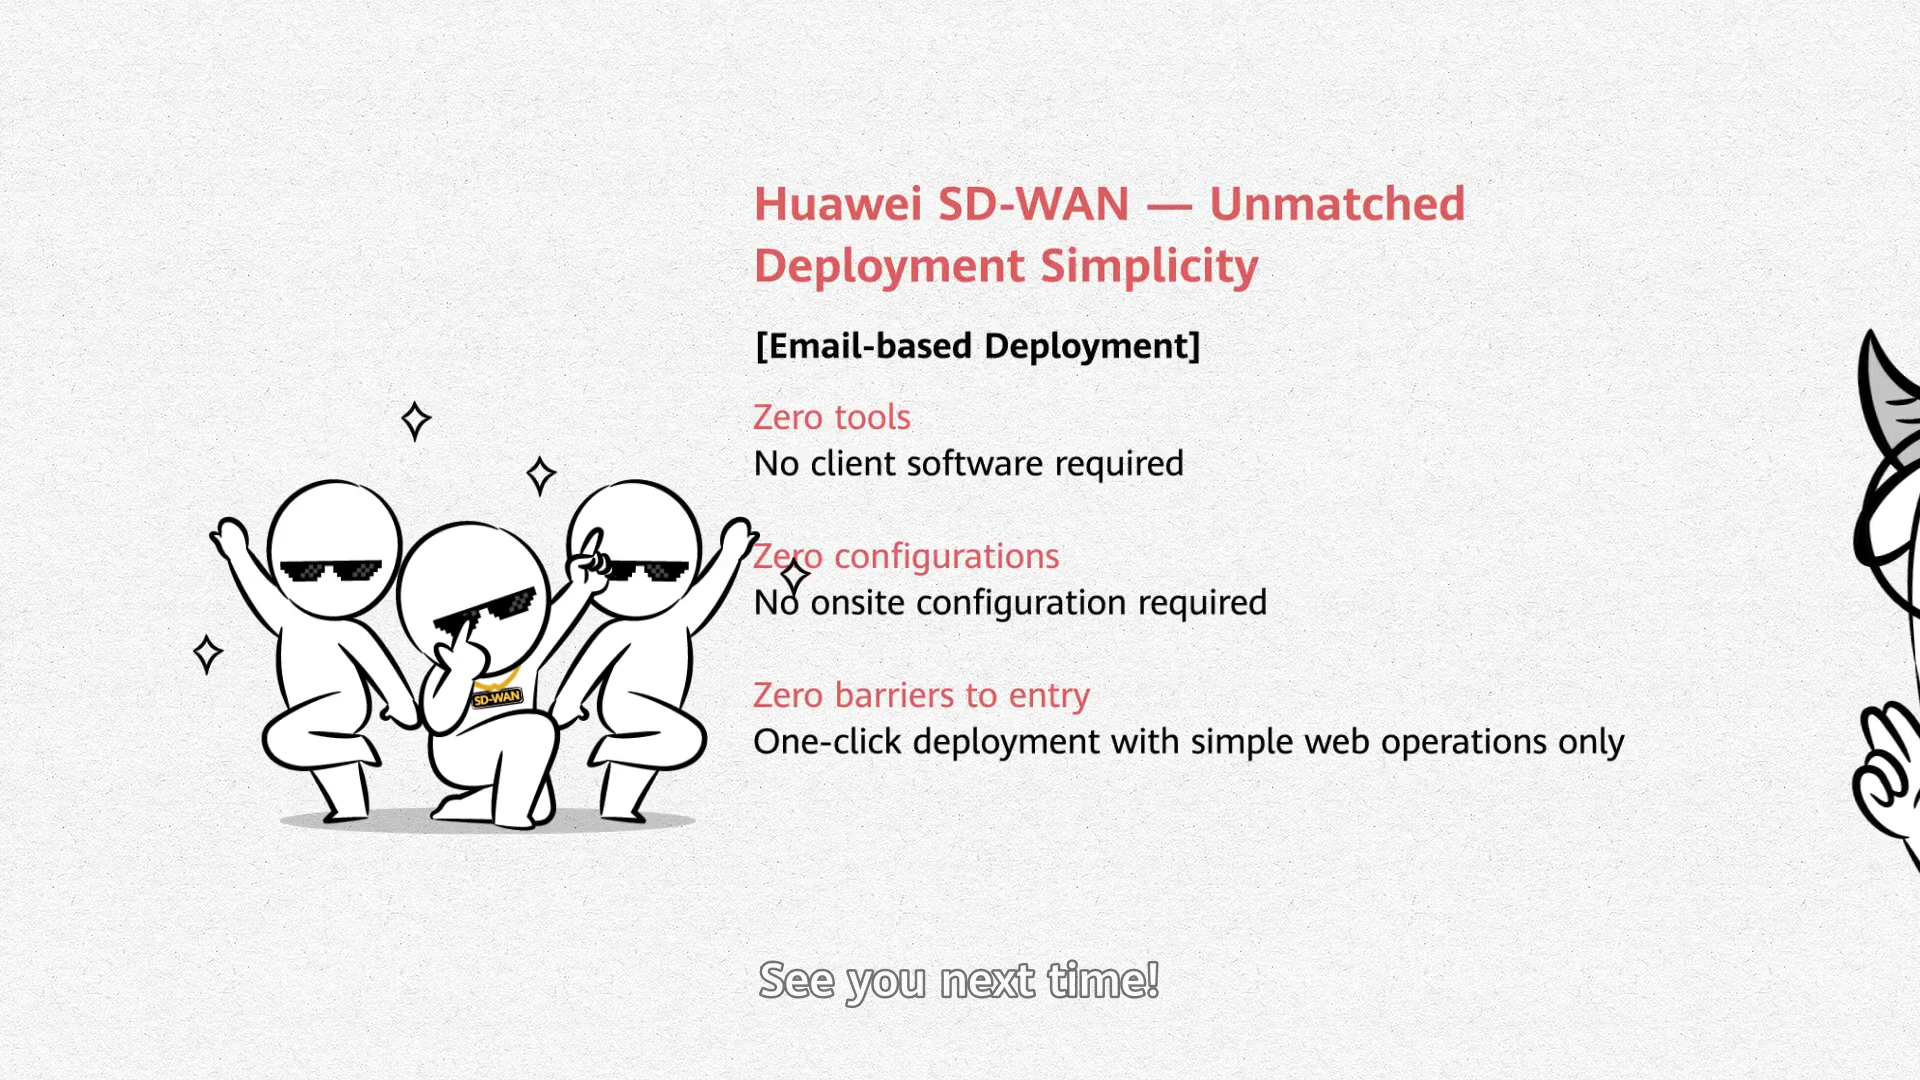 Huawei SD-WAN — Unmatched
Deployment Simplicity
[Email-based Deployment]
Zero tools
No client software required
Zero configurations
No onsite configuration required
Zero barriers to entry
One-click deployment with simple web operations only
SD-WAN
See you next time!